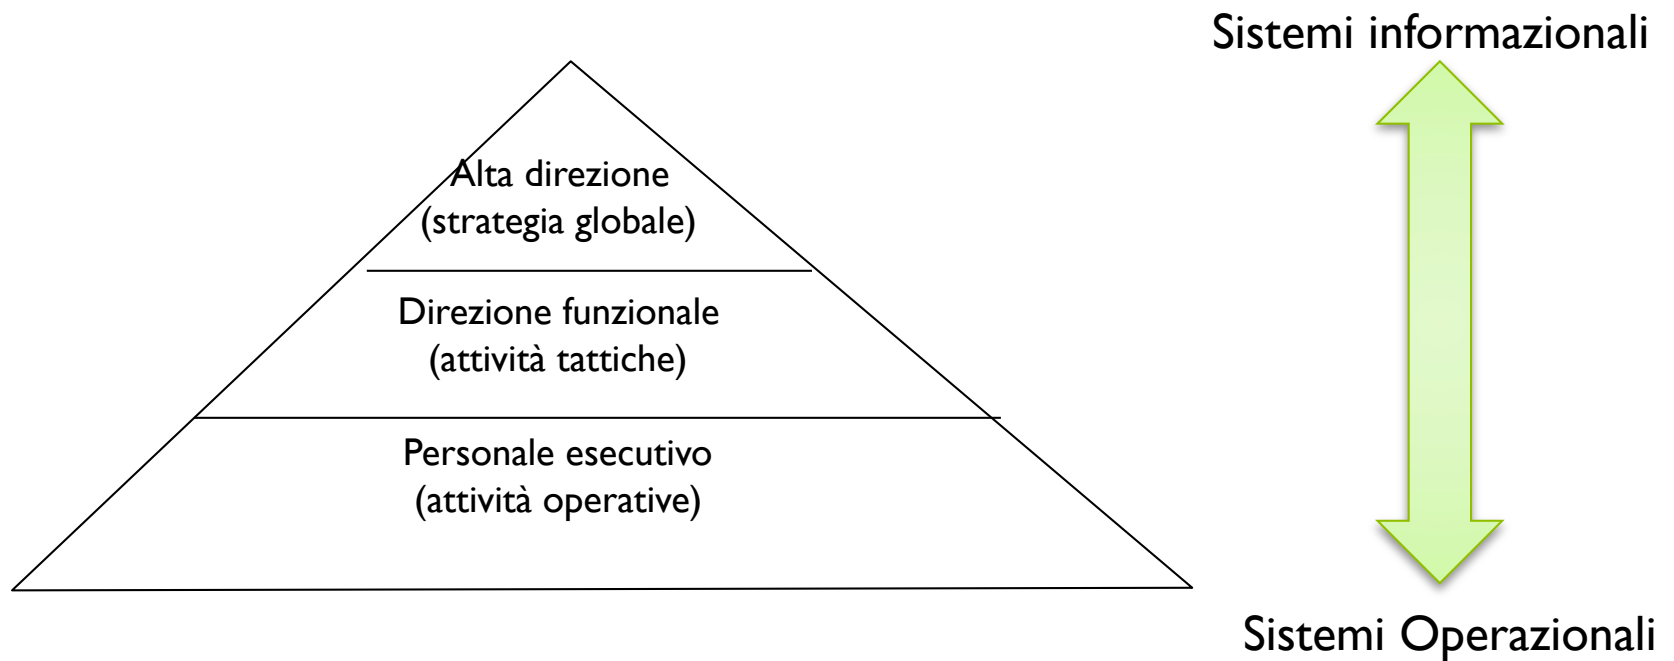 Sistemi informazionali
Alta direzione
(strategia globale)
Direzione funzionale
(attività tattiche)
Personale esecutivo
(attività operative)
Sistemi Operazionali